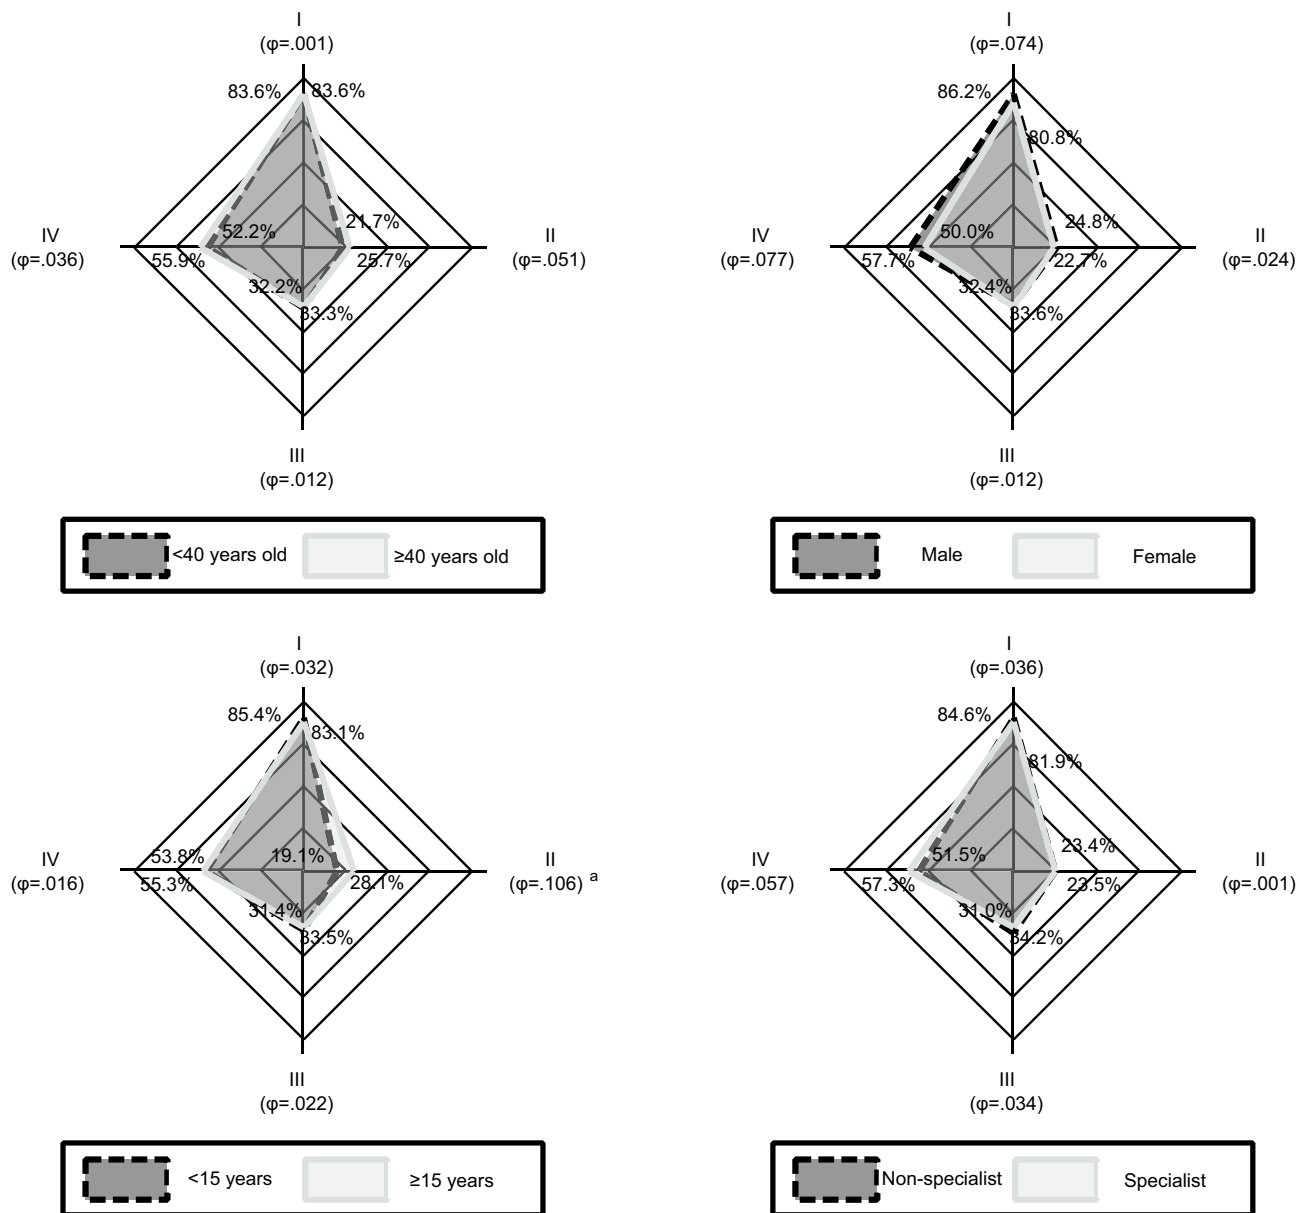 I
(φ=.001)
83.6%
83.6%
IV
(φ=.036)
52.2%
55.9%
21.7%
25.7%
II
(φ=.051)
32.2%
33.3%
III
(φ=.012)
<40 years old
≥40 years old
I
(φ=.074)
86.2%
80.8%
IV
(φ=.077)
50.0%
57.7%
24.8%
22.7%
II
(φ=.024)
32.4%
33.6%
III
(φ=.012)
Male
Female
I
(φ=.032)
85.4%
83.1%
IV
(φ=.016)
53.8%
55.3%
19.1%
28.1%
II
(φ=.106) a
31.4%
33.5%
III
(φ=.022)
<15 years
≥15 years
I
(φ=.036)
84.6%
81.9%
IV
(φ=.057)
51.5%
57.3%
23.4%
23.5%
II
(φ=.001)
31.0%
34.2%
III
(φ=.034)
Non-specialist
Specialist